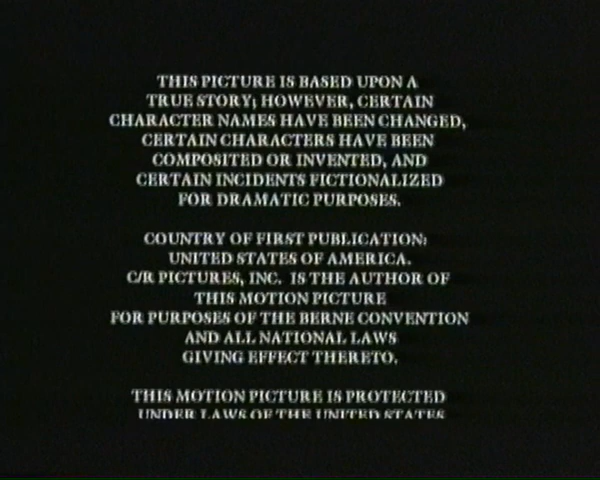 THIS PICTURE IS BASED UPON A
TRUE STORY; HOWEVER, CERTAIN
CHARACTER NAMES HAVE BEEN CHANGED,
CERTAIN CHARACTERS HAVE BEEN
COMPOSITED OR INVENTED, AND
CERTAIN INCIDENTS FICTIONALIZED
FOR DRAMATIC PURPOSES.
COUNTRY OF FIRST PUBLICATION:
UNITED STATES OF AMERICA.
C/R PICTURES, INC. IS THE AUTHOR OF
THIS MOTION PICTURE
FOR PURPOSES OF THE BERNE CONVENTION
AND ALL NATIONAL LAWS
GIVING EFFECT THERETO.
THIS MOTION PICTURE IS PROTECTED
UNDER LAWS OF THE UNITED STATES